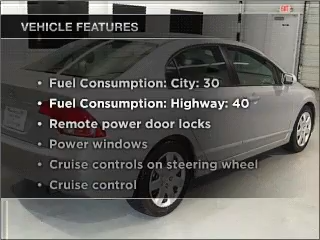 VEHICLE FEATURES
• Fuel Consumption: City: 30
• Fuel Consumption: Highway: 40
• Remote power door locks
• Power windows
• Cruise controls on steering wheel
• Cruise control